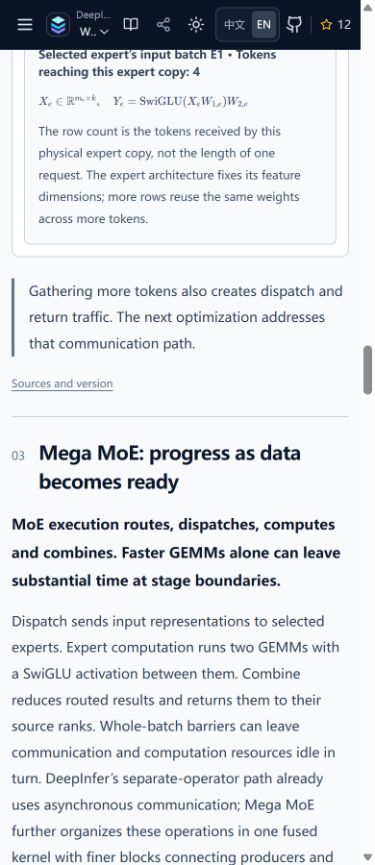 DeepI...
W..
中文
EN
12
Selected expert's input batch E1 • Tokens
reaching this expert copy: 4
Xₑ ∈ ℝ^{mₑ×k}, Yₑ = SwiGLU(XₑW₁,ₑ)W₂,ₑ
The row count is the tokens received by this
physical expert copy, not the length of one
request. The expert architecture fixes its feature
dimensions; more rows reuse the same weights
across more tokens.
Gathering more tokens also creates dispatch and
return traffic. The next optimization addresses
that communication path.
Sources and version
03 Mega MoE: progress as data
becomes ready
MoE execution routes, dispatches, computes
and combines. Faster GEMMs alone can leave
substantial time at stage boundaries.
Dispatch sends input representations to selected
experts. Expert computation runs two GEMMs with
a SwiGLU activation between them. Combine
reduces routed results and returns them to their
source ranks. Whole-batch barriers can leave
communication and computation resources idle in
turn. DeepInfer's separate-operator path already
uses asynchronous communication; Mega MoE
further organizes these operations in one fused
kernel with finer blocks connecting producers and